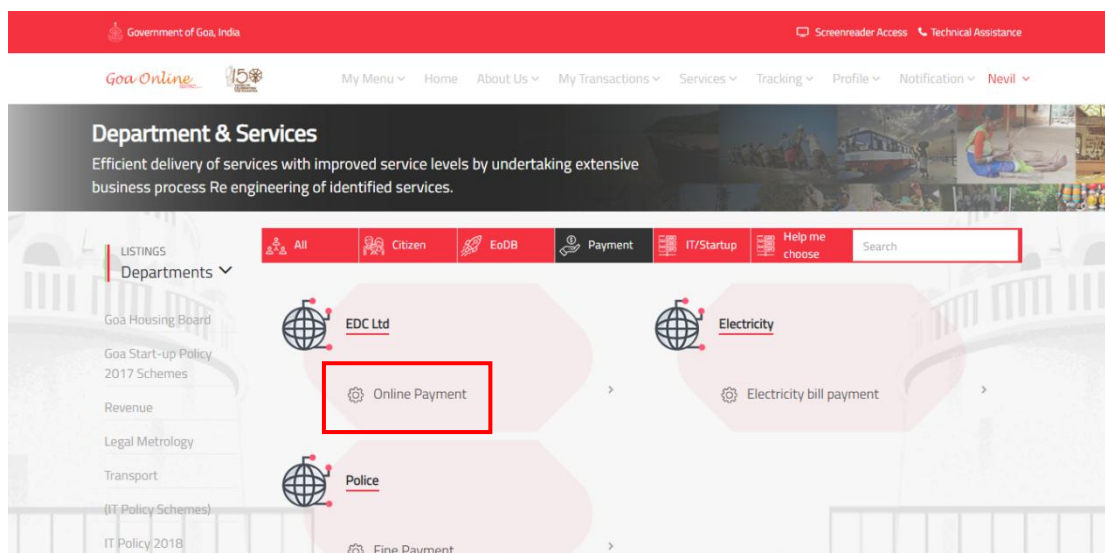 Government of Goa, India
Screenreader Access
Technical Assistance
Goa Online
150
My Menu
Home
About Us
My Transactions
Services
Tracking
Profile
Notification
Nevil
Department & Services
Efficient delivery of services with improved service levels by undertaking extensive
business process Re engineering of identified services.
LISTINGS
Departments
All
Citizen
EoDB
Payment
IT/Startup
Help me
choose
Search
Goa Housing Board
Goa Start-up Policy
2017 Schemes
Revenue
Legal Metrology
Transport
(IT Policy Schemes)
IT Policy 2018
EDC Ltd
Online Payment
Electricity
Electricity bill payment
Police
Fine Payment